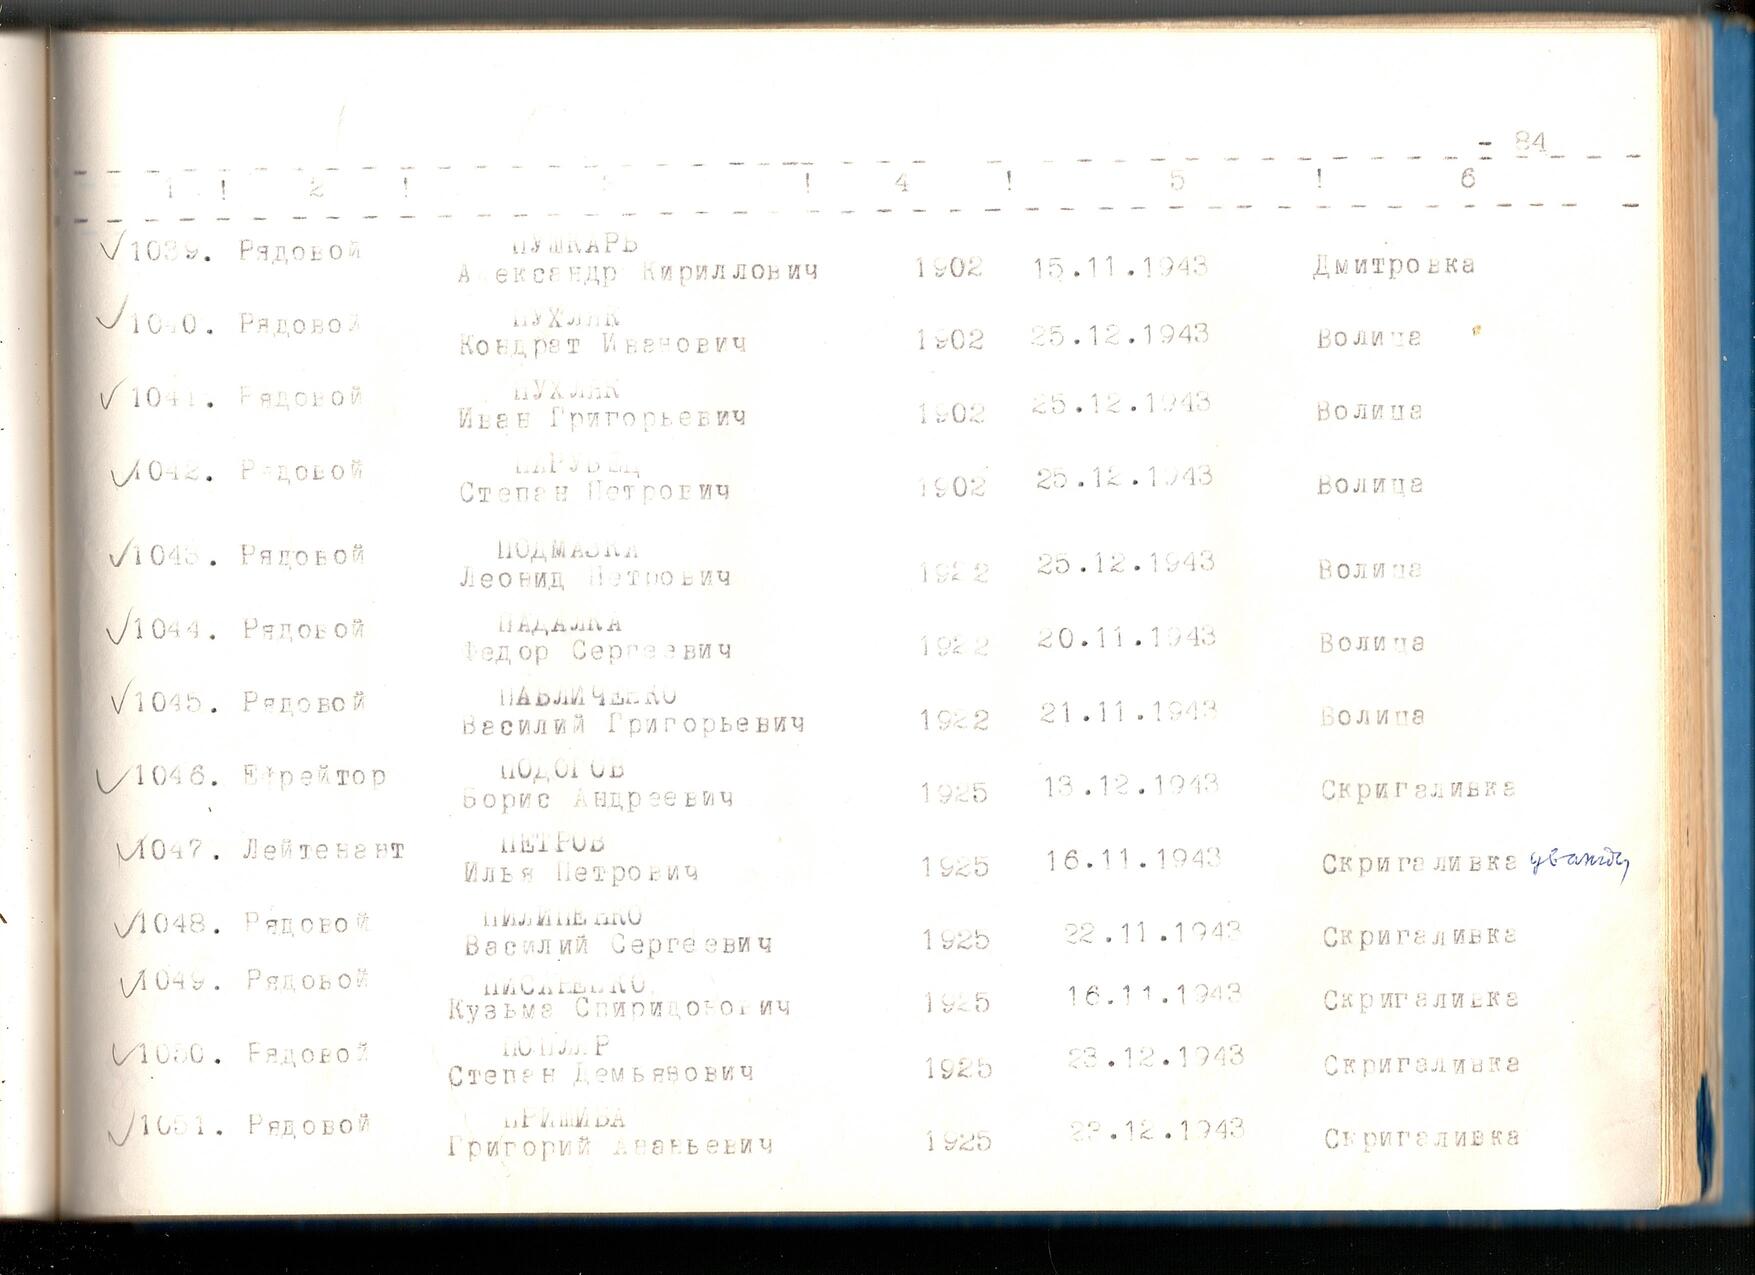 - 84
1 ! 2 ! 3 ! 4 ! 5 ! 6
1039. Рядовой ПУШКАРЬ
Александр Кириллович 1902 15.11.1943 Дмитровка
1040. Рядовой ПУХЛЯК
Кондрат Иванович 1902 25.12.1943 Волица
1041. Рядовой ПУХЛЯК
Иван Григорьевич 1902 25.12.1943 Волица
1042. Рядовой
Степан Петрович 1902 25.12.1943 Волица
1043. Рядовой ПОДМАЗКА
Леонид Петрович 1922 25.12.1943 Волица
1044. Рядовой ПАДАЛКА
Федор Сергеевич 1922 20.11.1943 Волица
1045. Рядовой ПАВЛИЧЕНКО
Василий Григорьевич 1922 21.11.1943 Волица
1046. Ефрейтор ПОДОГОВ
Борис Андреевич 1925 13.12.1943 Скригаливка
1047. Лейтенант ПЕТРОВ
Илья Петрович 1925 16.11.1943 Скригаливка дважды
1048. Рядовой ПИЛИПЕНКО
Василий Сергеевич 1925 22.11.1943 Скригаливка
1049. Рядовой ПИСАНЕНКО
Кузьма Спиридонович 1925 16.11.1943 Скригаливка
1050. Рядовой
Степан Демьянович 1925 23.12.1943 Скригаливка
1051. Рядовой ПРИШИВА
Григорий Ананьевич 1925 23.12.1943 Скригаливка